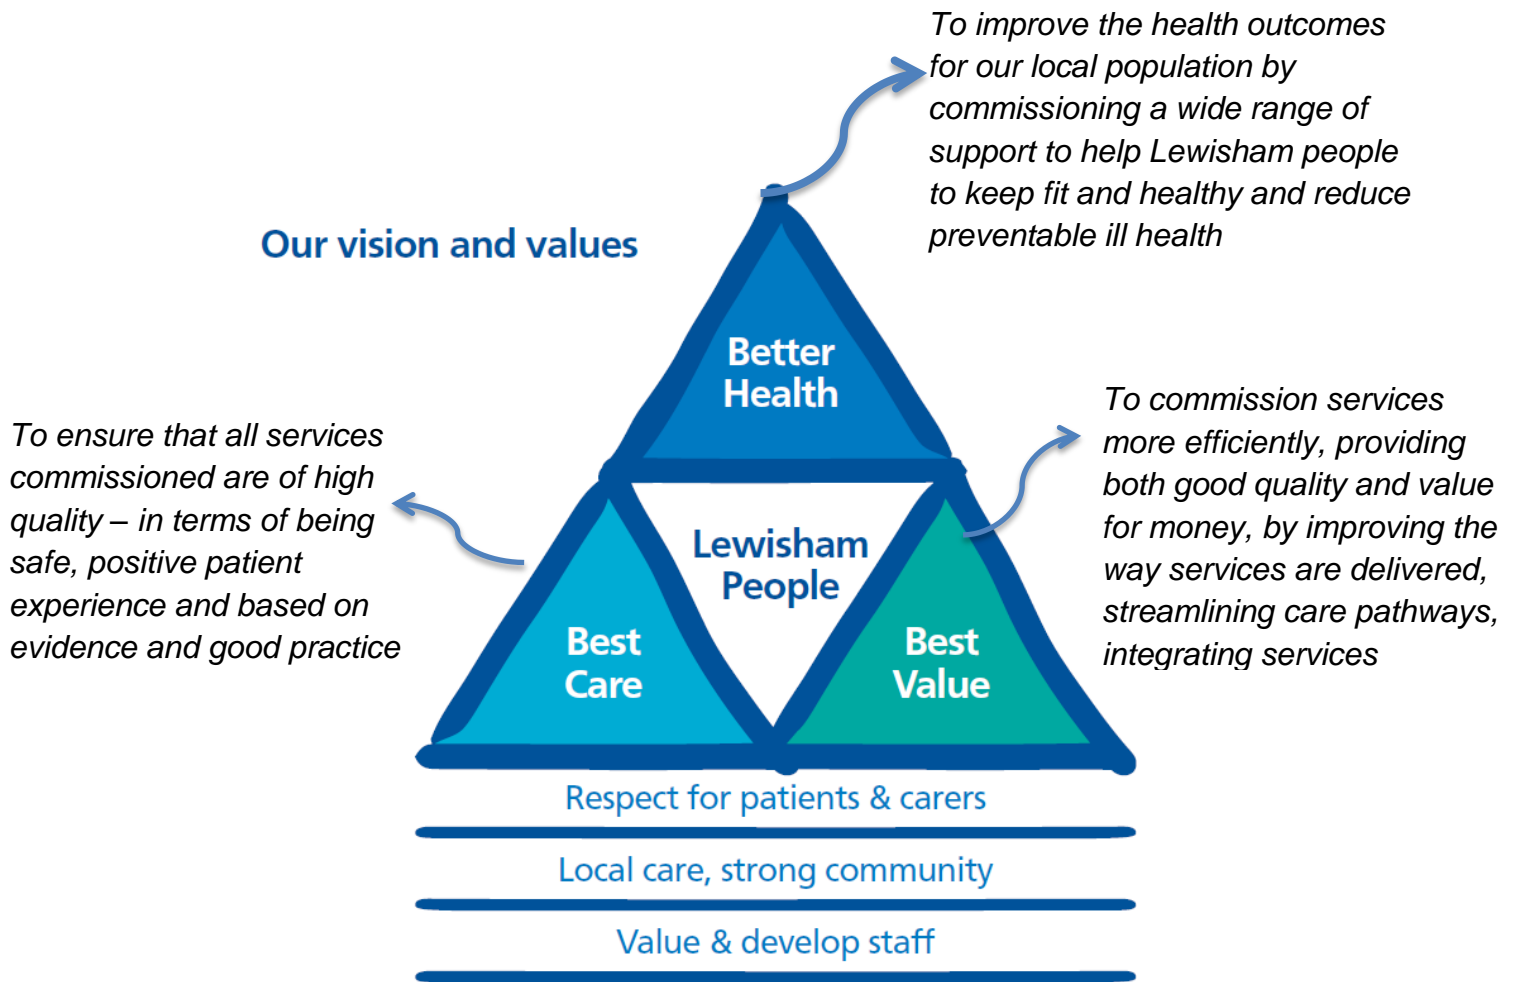 To improve the health outcomes
for our local population by
commissioning a wide range of
support to help Lewisham people
to keep fit and healthy and reduce
preventable ill health
Our vision and values
Better
Health
To ensure that all services
commissioned are of high
quality – in terms of being
safe, positive patient
experience and based on
evidence and good practice
To commission services
more efficiently, providing
both good quality and value
for money, by improving the
way services are delivered,
streamlining care pathways,
integrating services
Lewisham
People
Best
Care
Best
Value
Respect for patients & carers
Local care, strong community
Value & develop staff